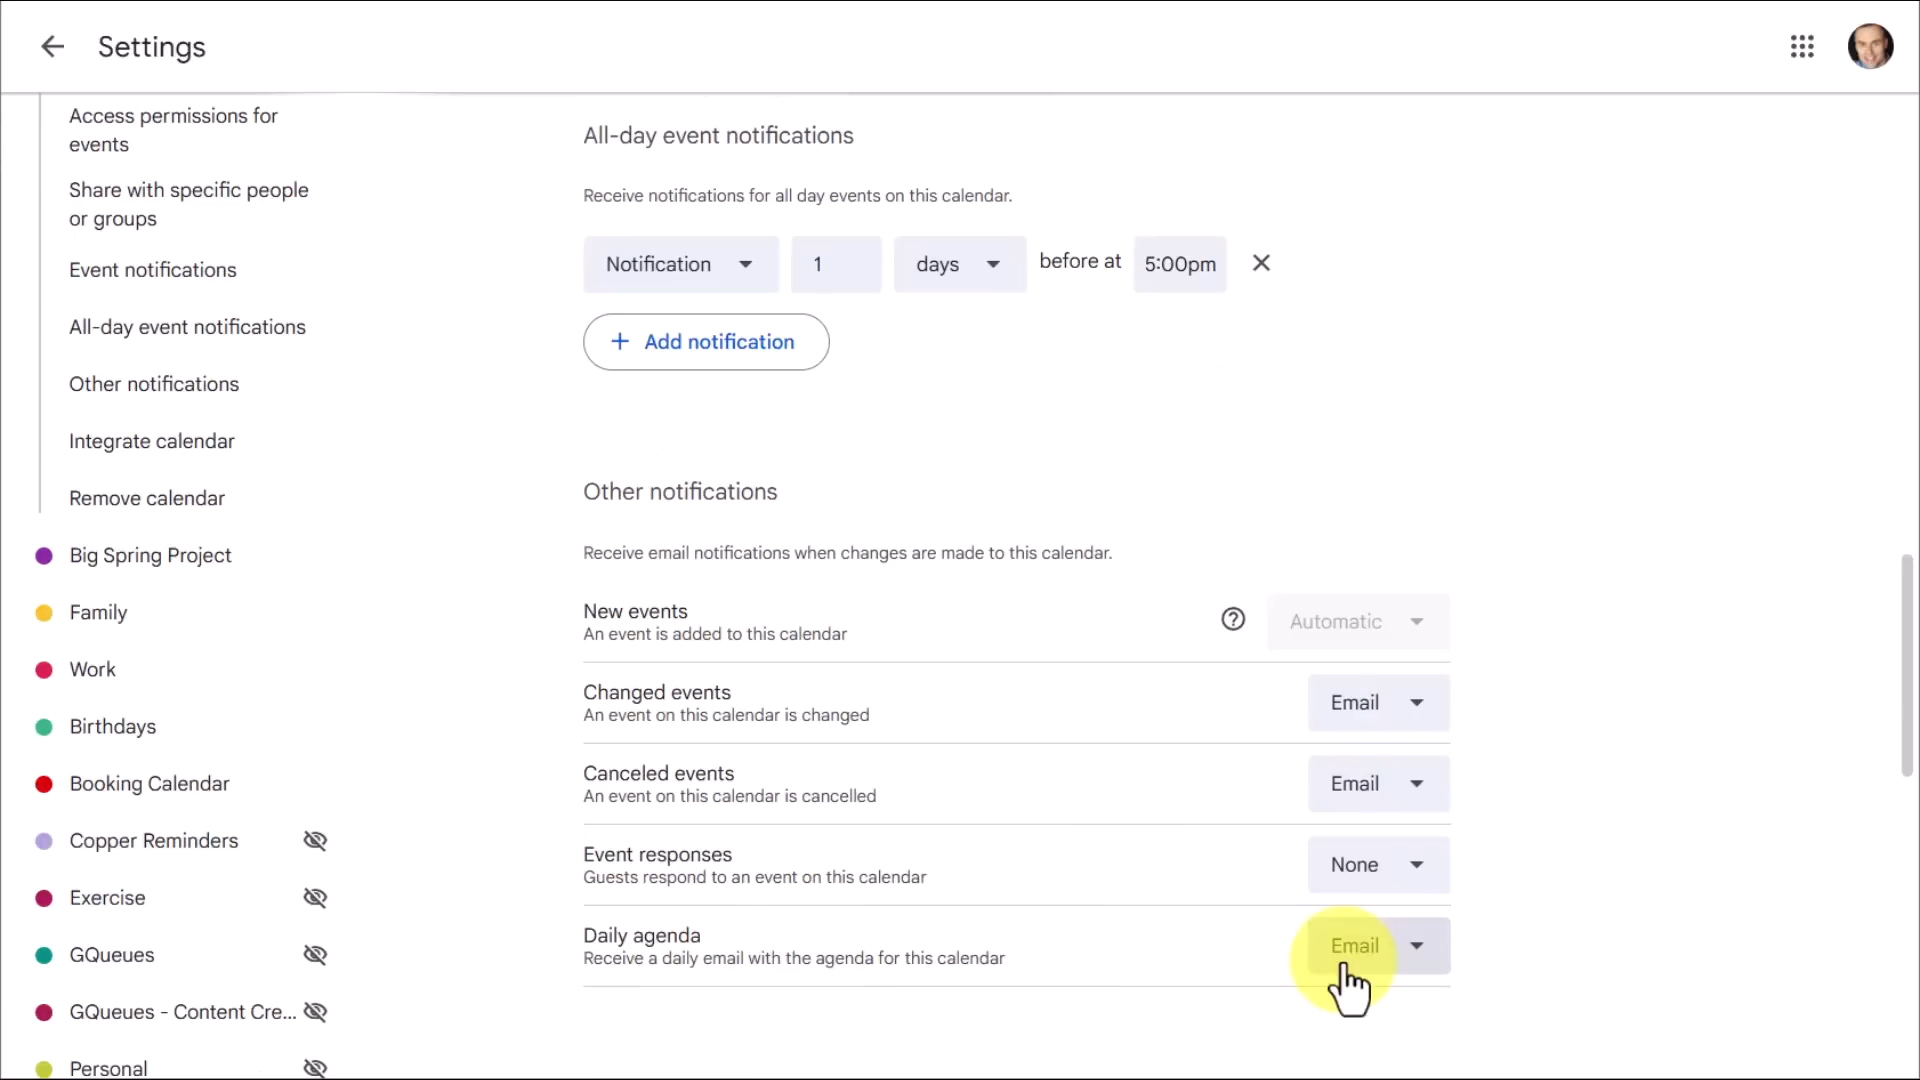 Settings
Access permissions for
events
Share with specific people
or groups
Event notifications
All-day event notifications
Other notifications
Integrate calendar
Remove calendar
Big Spring Project
Family
Work
Birthdays
Booking Calendar
Copper Reminders
Exercise
GQueues
GQueues - Content Cre...
Personal
All-day event notifications
Receive notifications for all day events on this calendar.
Notification 1 days before at 5:00pm
Add notification
Other notifications
Receive email notifications when changes are made to this calendar.
New events
An event is added to this calendar
Automatic
Changed events
An event on this calendar is changed
Email
Canceled events
An event on this calendar is cancelled
Email
Event responses
Guests respond to an event on this calendar
None
Daily agenda
Receive a daily email with the agenda for this calendar
Email